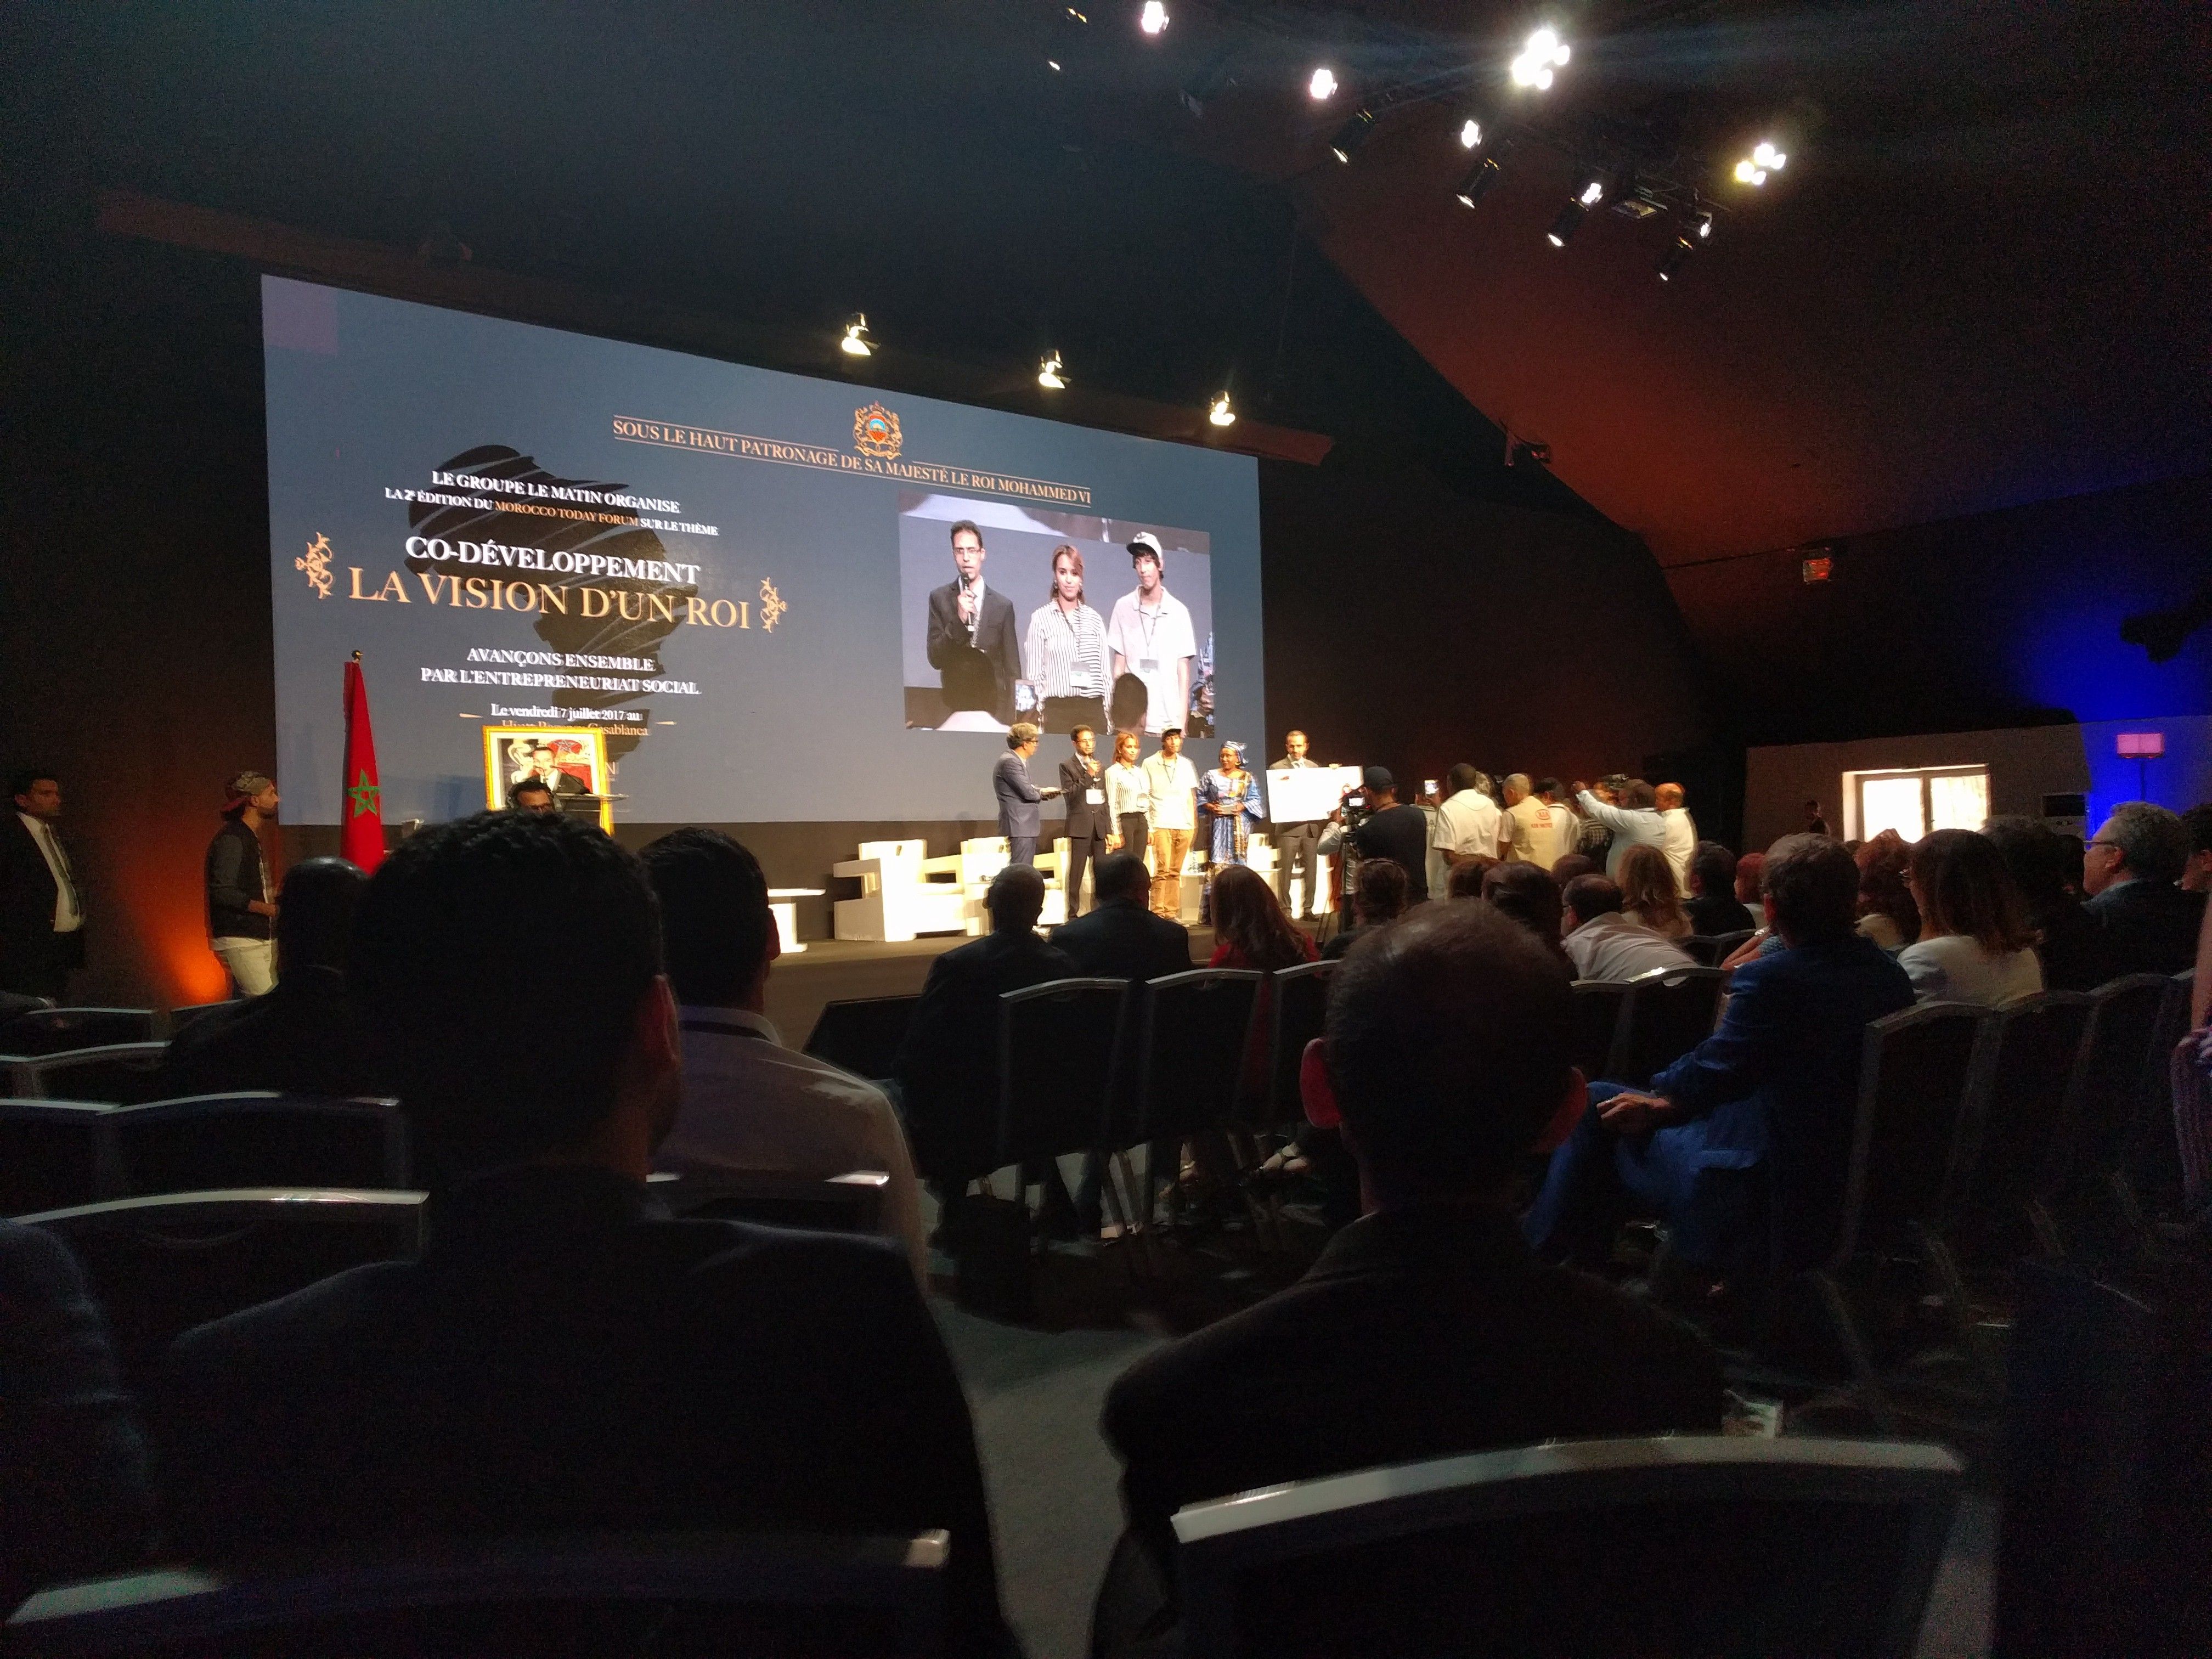 SOUS LE HAUT PATRONAGE DE SA MAJESTÉ LE ROI MOHAMMED VI
LE GROUPE LE MATIN ORGANISE
LA 2e ÉDITION DU MOROCCO TODAY FORUM SUR LE THÈME
CO-DÉVELOPPEMENT
LA VISION D'UN ROI
AVANÇONS ENSEMBLE
PAR L'ENTREPRENEURIAT SOCIAL
Le vendredi 7 juillet 2017 au
Casablanca